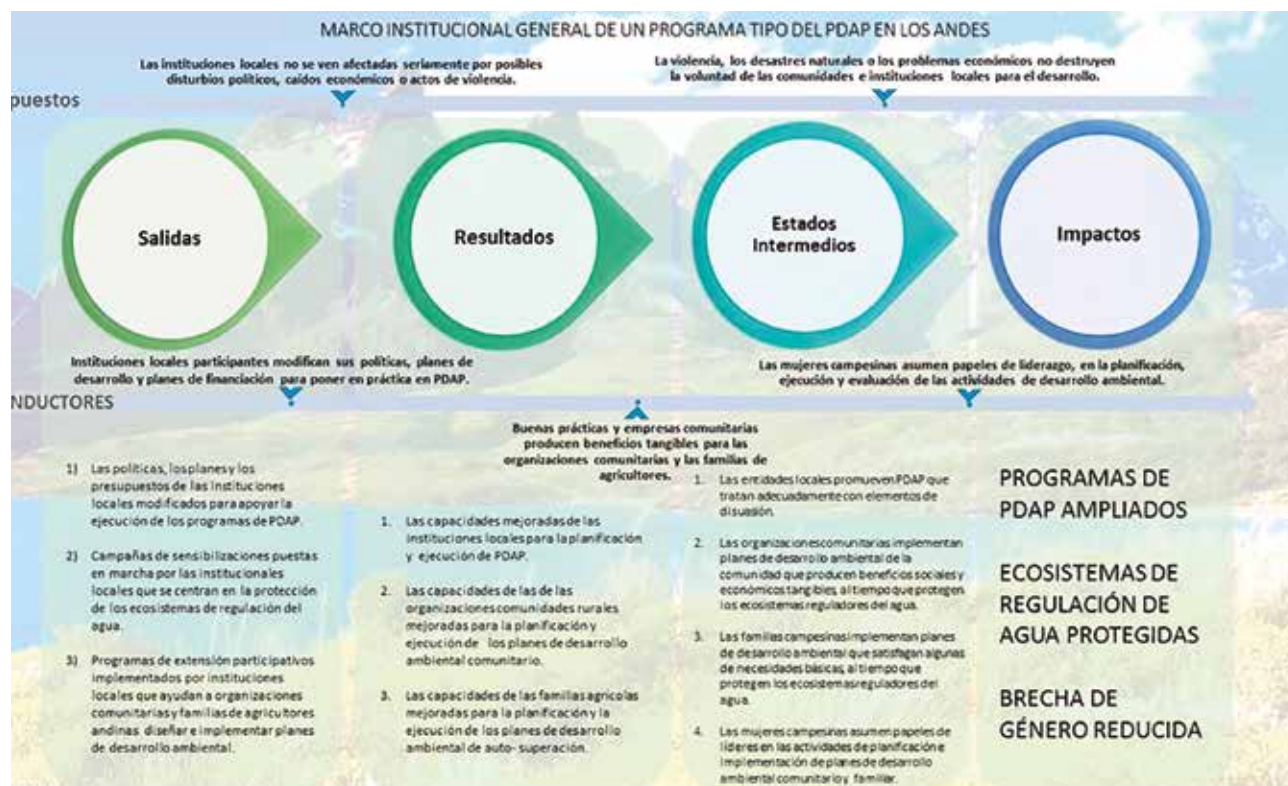 MARCO INSTITUCIONAL GENERAL DE UN PROGRAMA TIPO DEL PDAP EN LOS ANDES
Las instituciones locales no se ven afectadas seriamente por posibles
disturbios políticos, caídos económicos o actos de violencia.
La violencia, los desastres naturales o los problemas económicos no destruyen
la voluntad de las comunidades e instituciones locales para el desarrollo.
puestos
Salidas
Resultados
Estados
Intermedios
Impactos
Instituciones locales participantes modifican sus políticas, planes de
desarrollo y planes de financiación para poner en práctica en PDAP.
Las mujeres campesinas asumen papeles de liderazgo, en la planificación,
ejecución y evaluación de las actividades de desarrollo ambiental.
NDUCTORES
Buenas prácticas y empresas comunitarias
producen beneficios tangibles para las
organizaciones comunitarias y las familias de
agricultores.
1) Las políticas, los planes y los
presupuestos de las instituciones
locales modificados para apoyar la
ejecución de los programas de PDAP.
2) Campañas de sensibilizaciones puestas
en marcha por las institucionales
locales que se centran en la protección
de los ecosistemas de regulación del
agua.
3) Programas de extensión participativos
implementados por instituciones
locales que ayudan a organizaciones
comunitarias y familias de agricultores
andinas diseñar e implementar planes
de desarrollo ambiental.
1. Las capacidades mejoradas de las
instituciones locales para la planificación
y ejecución de PDAP.
2. Las capacidades de las de las
organizaciones comunidades rurales
mejoradas para la planificación y
ejecución de los planes de desarrollo
ambiental comunitario.
3. Las capacidades de las familias agrícolas
mejoradas para la planificación y la
ejecución de los planes de desarrollo
ambiental de auto- superación.
1. Las entidades locales promueven PDAP que
tratan adecuadamente con elementos de
disuasión.
2. Las organizaciones comunitarias implementan
planes de desarrollo ambiental de la
comunidad que producen beneficios sociales y
económicos tangibles, al tiempo que protegen
los ecosistemas reguladores del agua.
3. Las familias campesinas implementan planes
de desarrollo ambiental que satisfagan algunas
de necesidades básicas, al tiempo que
protegen los ecosistemas reguladores del
agua.
4. Las mujeres campesinas asumen papeles de
líderes en las actividades de planificación e
implementación de planes de desarrollo
ambiental comunitario y familiar.
PROGRAMAS DE
PDAP AMPLIADOS
ECOSISTEMAS DE
REGULACIÓN DE
AGUA PROTEGIDAS
BRECHA DE
GÉNERO REDUCIDA